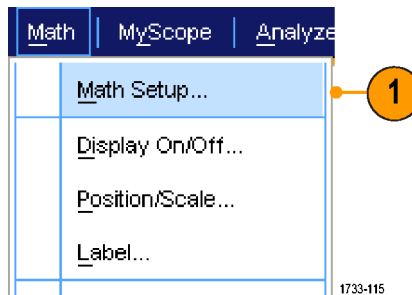 Math MyScope Analyze
Math Setup... 1
Display On/Off...
Position/Scale...
Label...
1733-115